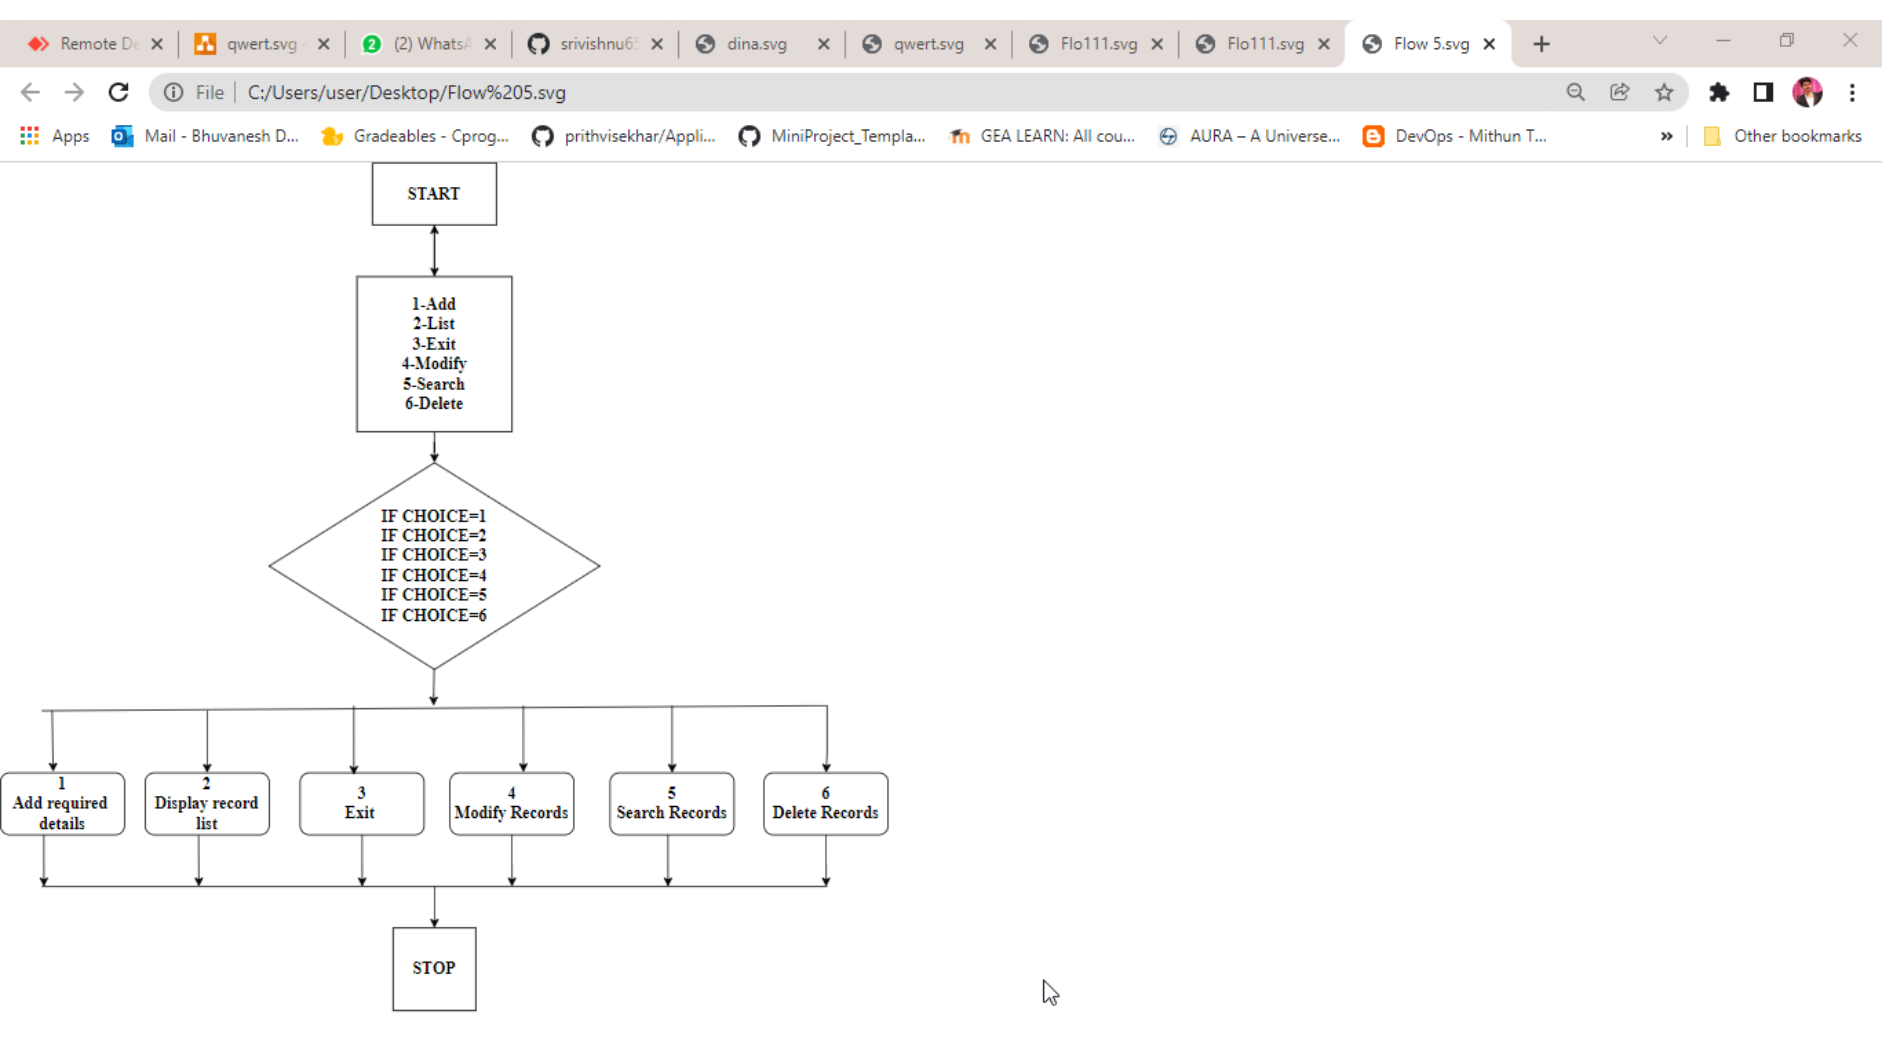 Remote De
qwert.svg
(2) WhatsA
srivishnu65
dina.svg
qwert.svg
Flo111.svg
Flo111.svg
Flow 5.svg
File
C:/Users/user/Desktop/Flow%205.svg
Apps
Mail - Bhuvanesh D...
Gradeables - Cprog...
prithvisekhar/Appli...
MiniProject_Templa...
GEA LEARN: All cou...
AURA – A Universe...
DevOps - Mithun T...
Other bookmarks
START
1-Add
2-List
3-Exit
4-Modify
5-Search
6-Delete
IF CHOICE=1
IF CHOICE=2
IF CHOICE=3
IF CHOICE=4
IF CHOICE=5
IF CHOICE=6
1
Add required
details
2
Display record
list
3
Exit
4
Modify Records
5
Search Records
6
Delete Records
STOP